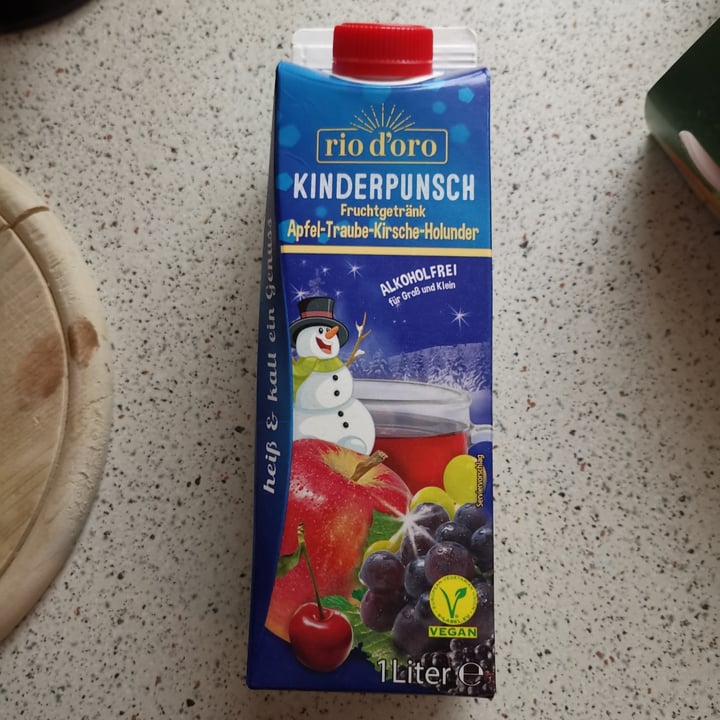 rio d'oro
KINDERPUNSCH
Fruchtgetränk
Apfel-Traube-Kirsche-Holunder
ALKOHOLFREI
für Groß und Klein
heiß & kalt ein Genuss
Serviervorschlag
VEGAN
1 Liter e